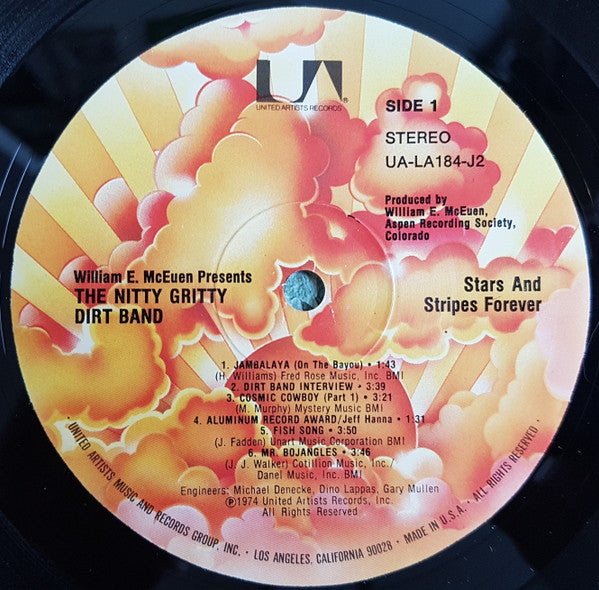 UA
UNITED ARTISTS RECORDS ®
SIDE 1
STEREO
UA-LA184-J2
Produced by
William E. McEuen,
Aspen Recording Society,
Colorado
William E. McEuen Presents
THE NITTY GRITTY
DIRT BAND
Stars And
Stripes Forever
1. JAMBALAYA (On The Bayou) • 1:43
(H. Williams) Fred Rose Music, Inc. BMI
2. DIRT BAND INTERVIEW • 3:39
3. COSMIC COWBOY (Part 1) • 3:21
(M. Murphy) Mystery Music BMI
4. ALUMINUM RECORD AWARD/Jeff Hanna • 1:31
5. FISH SONG • 3:50
(J. Fadden) Unart Music Corporation BMI
6. MR. BOJANGLES • 3:46
(J. J. Walker) Cotillion Music, Inc./
Danel Music, Inc. BMI
Engineers: Michael Denecke, Dino Lappas, Gary Mullen
℗1974 United Artists Records, Inc.
All Rights Reserved
• UNITED ARTISTS MUSIC AND RECORDS GROUP, INC. • LOS ANGELES, CALIFORNIA 90028 • MADE IN U.S.A. • ALL RIGHTS RESERVED •